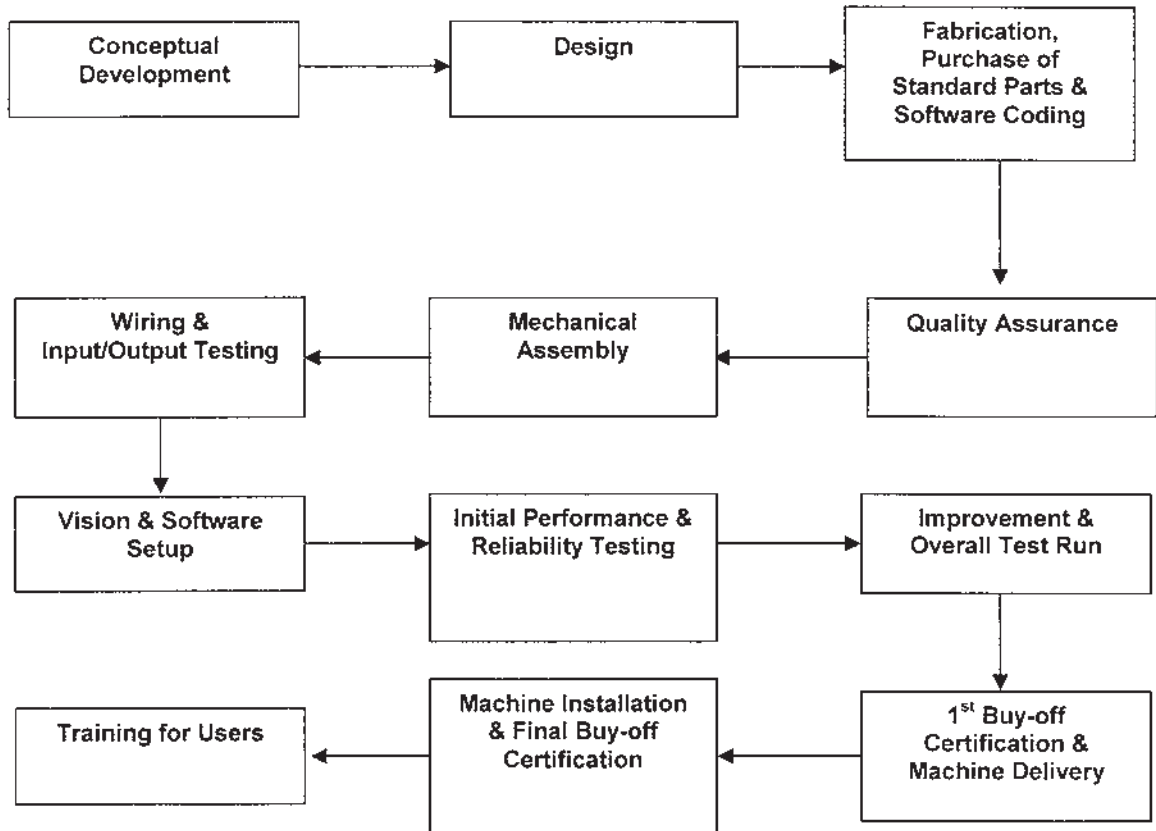 Conceptual
Development
Design
Fabrication,
Purchase of
Standard Parts &
Software Coding
Quality Assurance
Mechanical
Assembly
Wiring &
Input/Output Testing
Vision & Software
Setup
Initial Performance &
Reliability Testing
Improvement &
Overall Test Run
1st Buy-off
Certification &
Machine Delivery
Machine Installation
& Final Buy-off
Certification
Training for Users